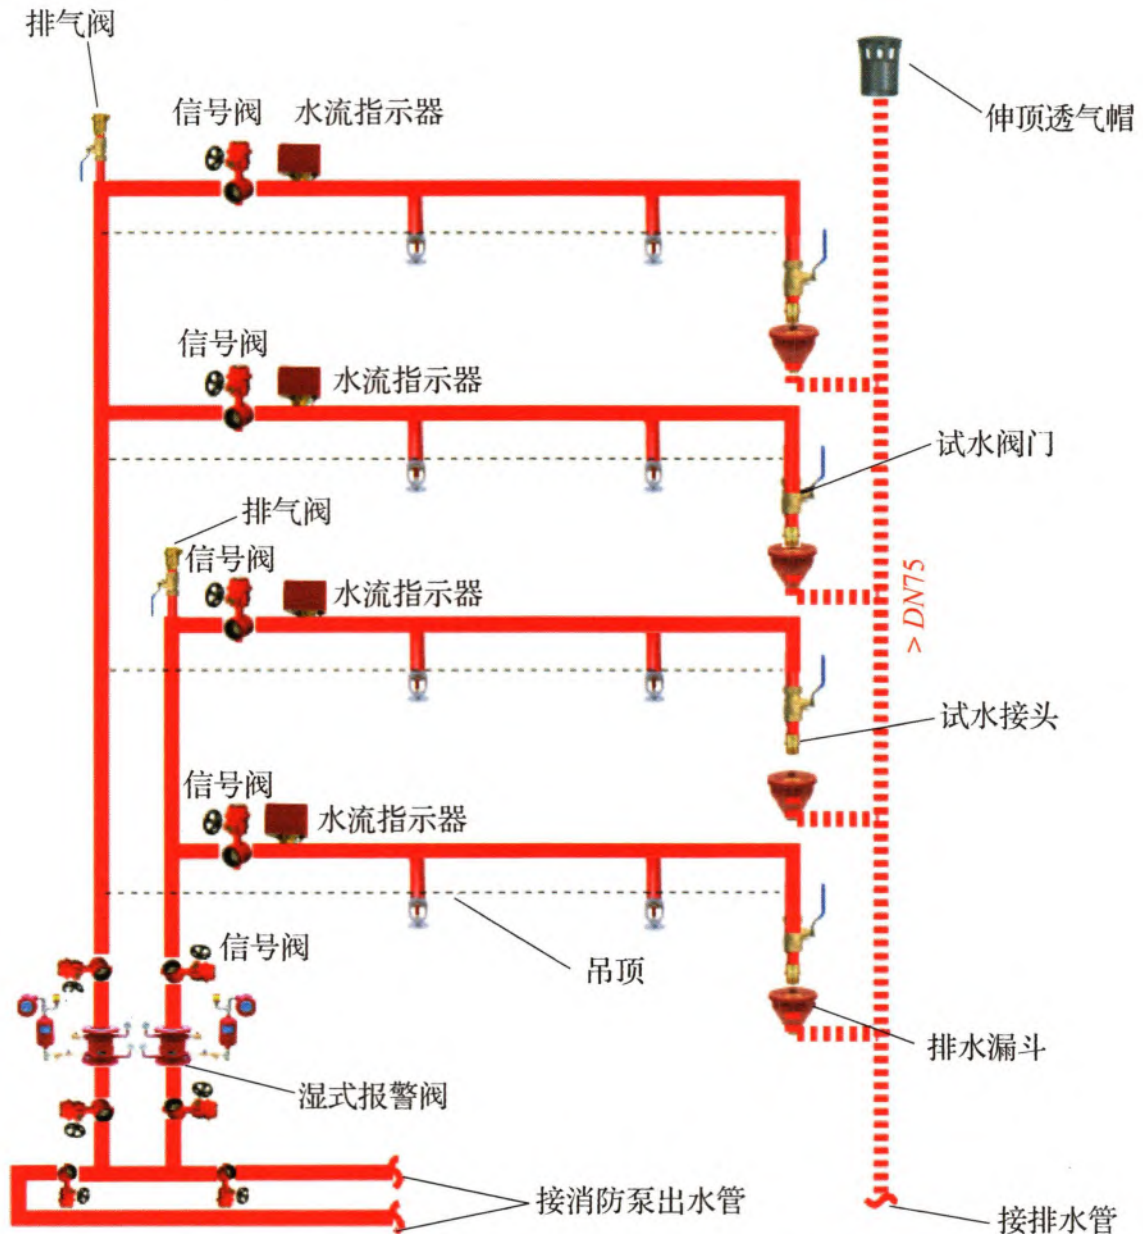 排气阀
信号阀
水流指示器
伸顶透气帽
信号阀
水流指示器
试水阀门
排气阀
信号阀
水流指示器
> DN75
试水接头
信号阀
水流指示器
信号阀
吊顶
排水漏斗
湿式报警阀
接消防泵出水管
接排水管